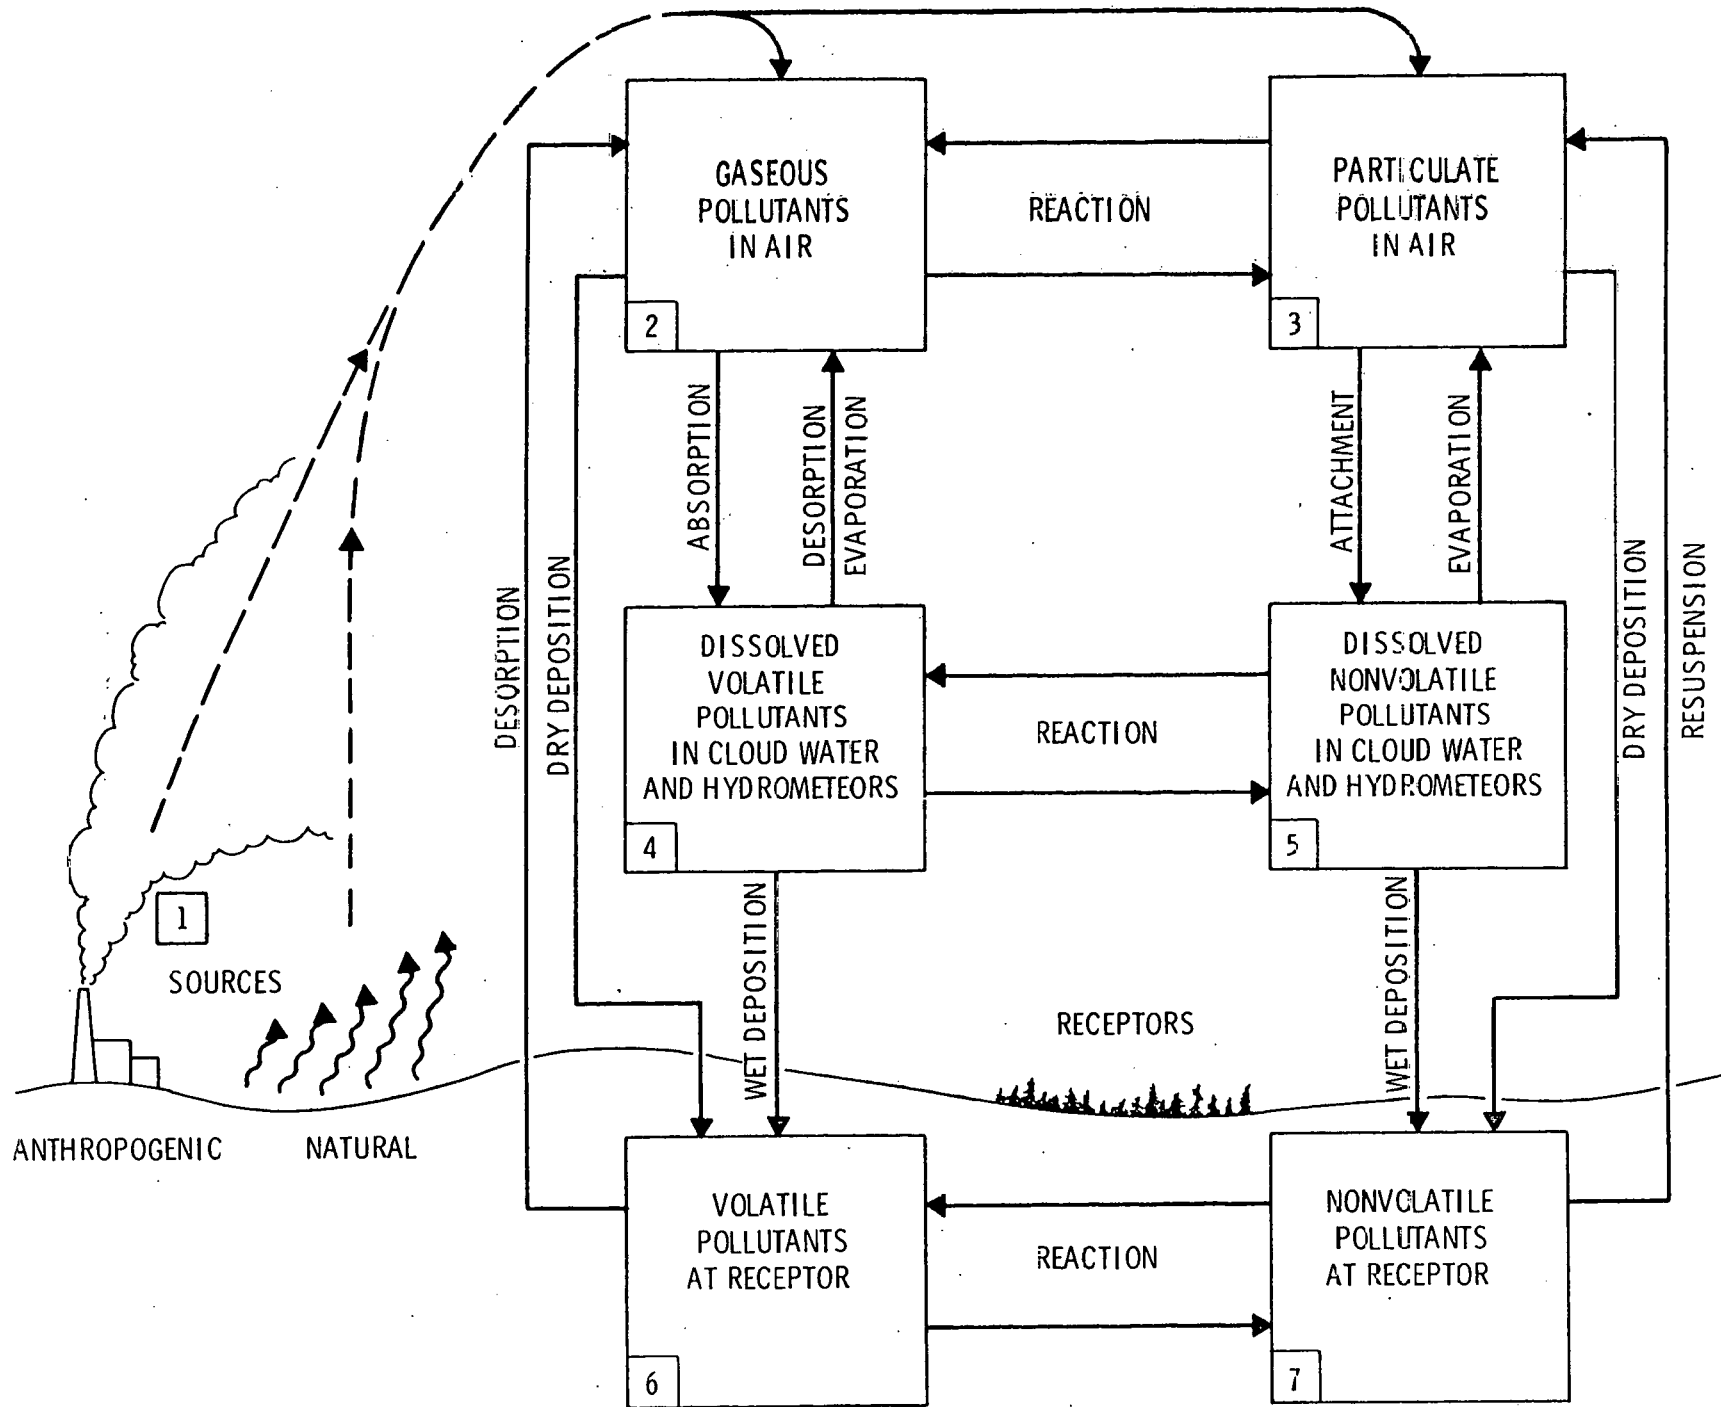 GASEOUS
POLLUTANTS
IN AIR
2
REACTION
PARTICULATE
POLLUTANTS
IN AIR
3
ABSORPTION
DESORPTION
EVAPORATION
ATTACHMENT
EVAPORATION
DESORPTION
DRY DEPOSITION
DRY DEPOSITION
RESUSPENSION
DISSOLVED
VOLATILE
POLLUTANTS
IN CLOUD WATER
AND HYDROMETEORS
4
REACTION
DISSOLVED
NONVOLATILE
POLLUTANTS
IN CLOUD WATER
AND HYDROMETEORS
5
1
SOURCES
WET DEPOSITION
RECEPTORS
WET DEPOSITION
ANTHROPOGENIC
NATURAL
VOLATILE
POLLUTANTS
AT RECEPTOR
6
REACTION
NONVOLATILE
POLLUTANTS
AT RECEPTOR
7